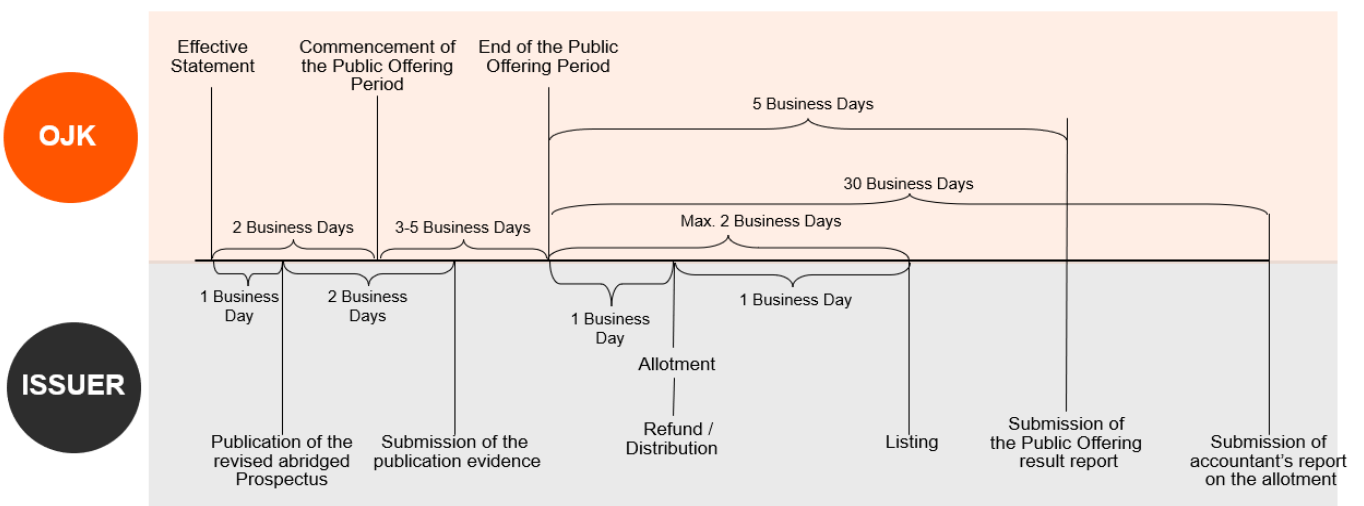 Effective
Statement
Commencement of
the Public Offering
Period
End of the Public
Offering Period
5 Business Days
OJK
30 Business Days
2 Business Days
3-5 Business Days
Max. 2 Business Days
1 Business
Day
2 Business
Days
1 Business
Day
1 Business Day
ISSUER
Allotment
Refund /
Distribution
Publication of the
revised abridged
Prospectus
Submission of the
publication evidence
Listing
Submission of
the Public Offering
result report
Submission of
accountant's report
on the allotment